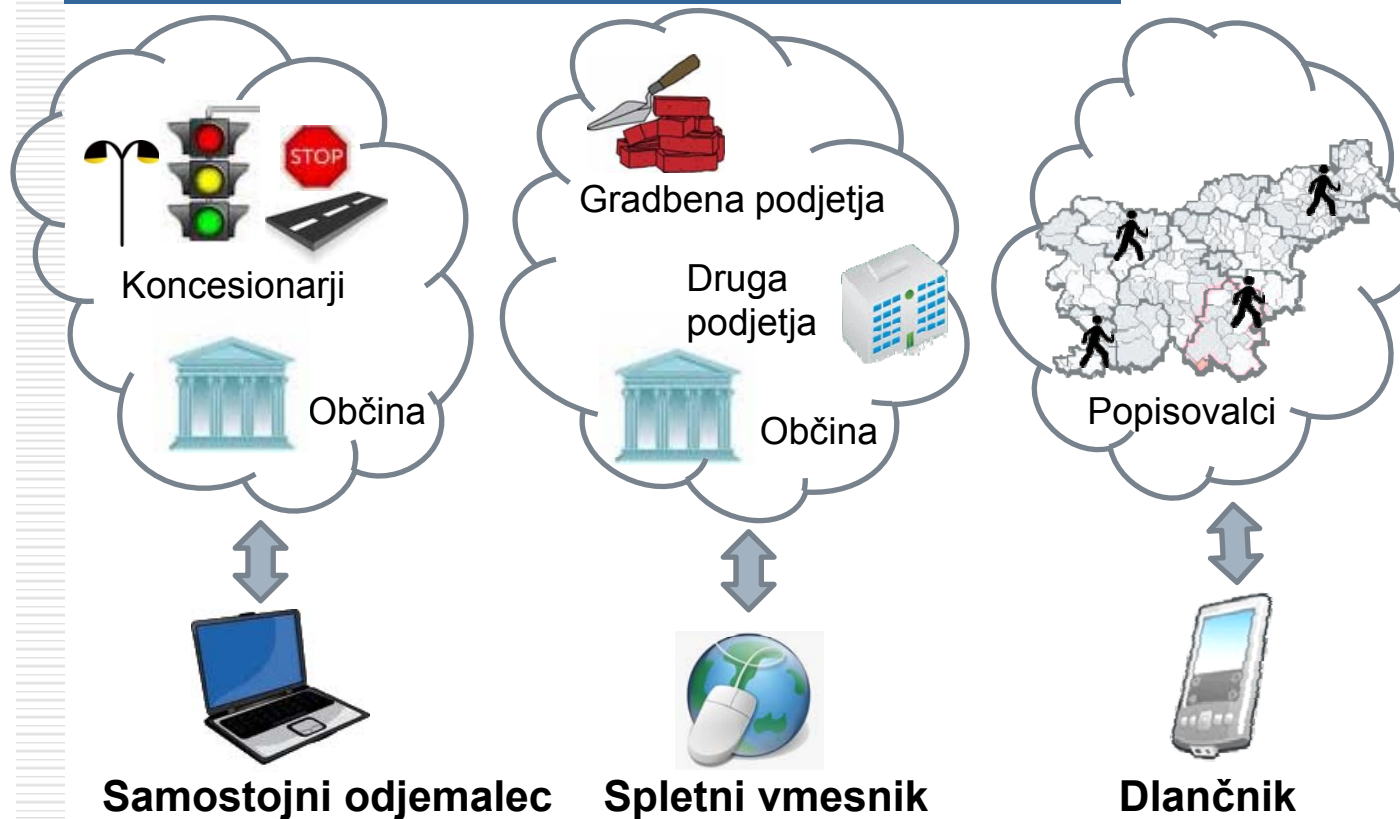 STOP
Koncesionarji
Občina
Samostojni odjemalec
Gradbena podjetja
Druga
podjetja
Občina
Spletni vmesnik
Popisovalci
Dlančnik